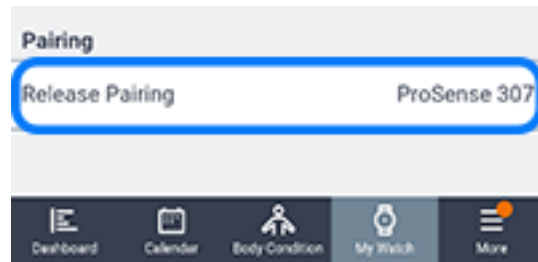 Pairing
Release Pairing ProSense 307
Dashboard Calendar Body Condition My Watch More